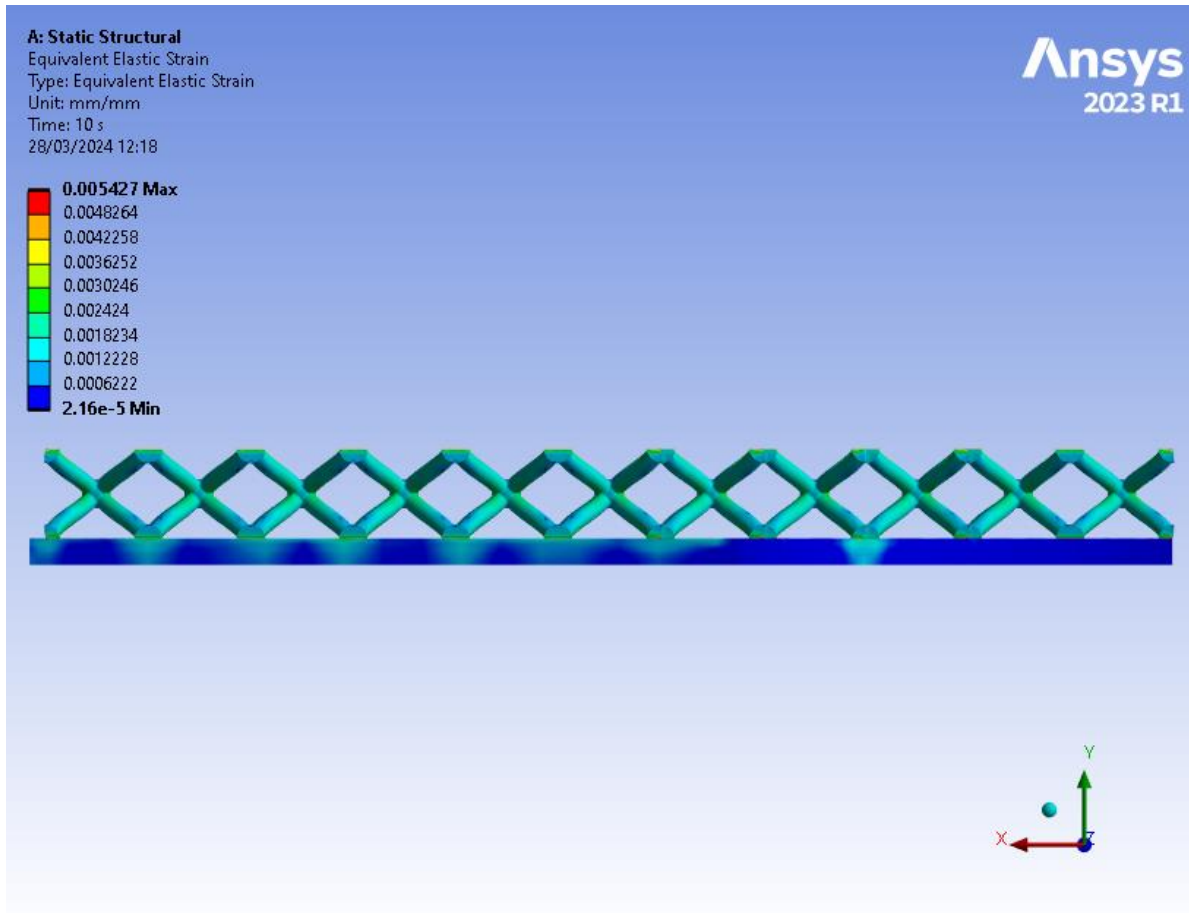 A: Static Structural
Equivalent Elastic Strain
Type: Equivalent Elastic Strain
Unit: mm/mm
Time: 10 s
28/03/2024 12:18
Ansys
2023 R1
0.005427 Max
0.0048264
0.0042258
0.0036252
0.0030246
0.002424
0.0018234
0.0012228
0.0006222
2.16e-5 Min
Y
X
Z